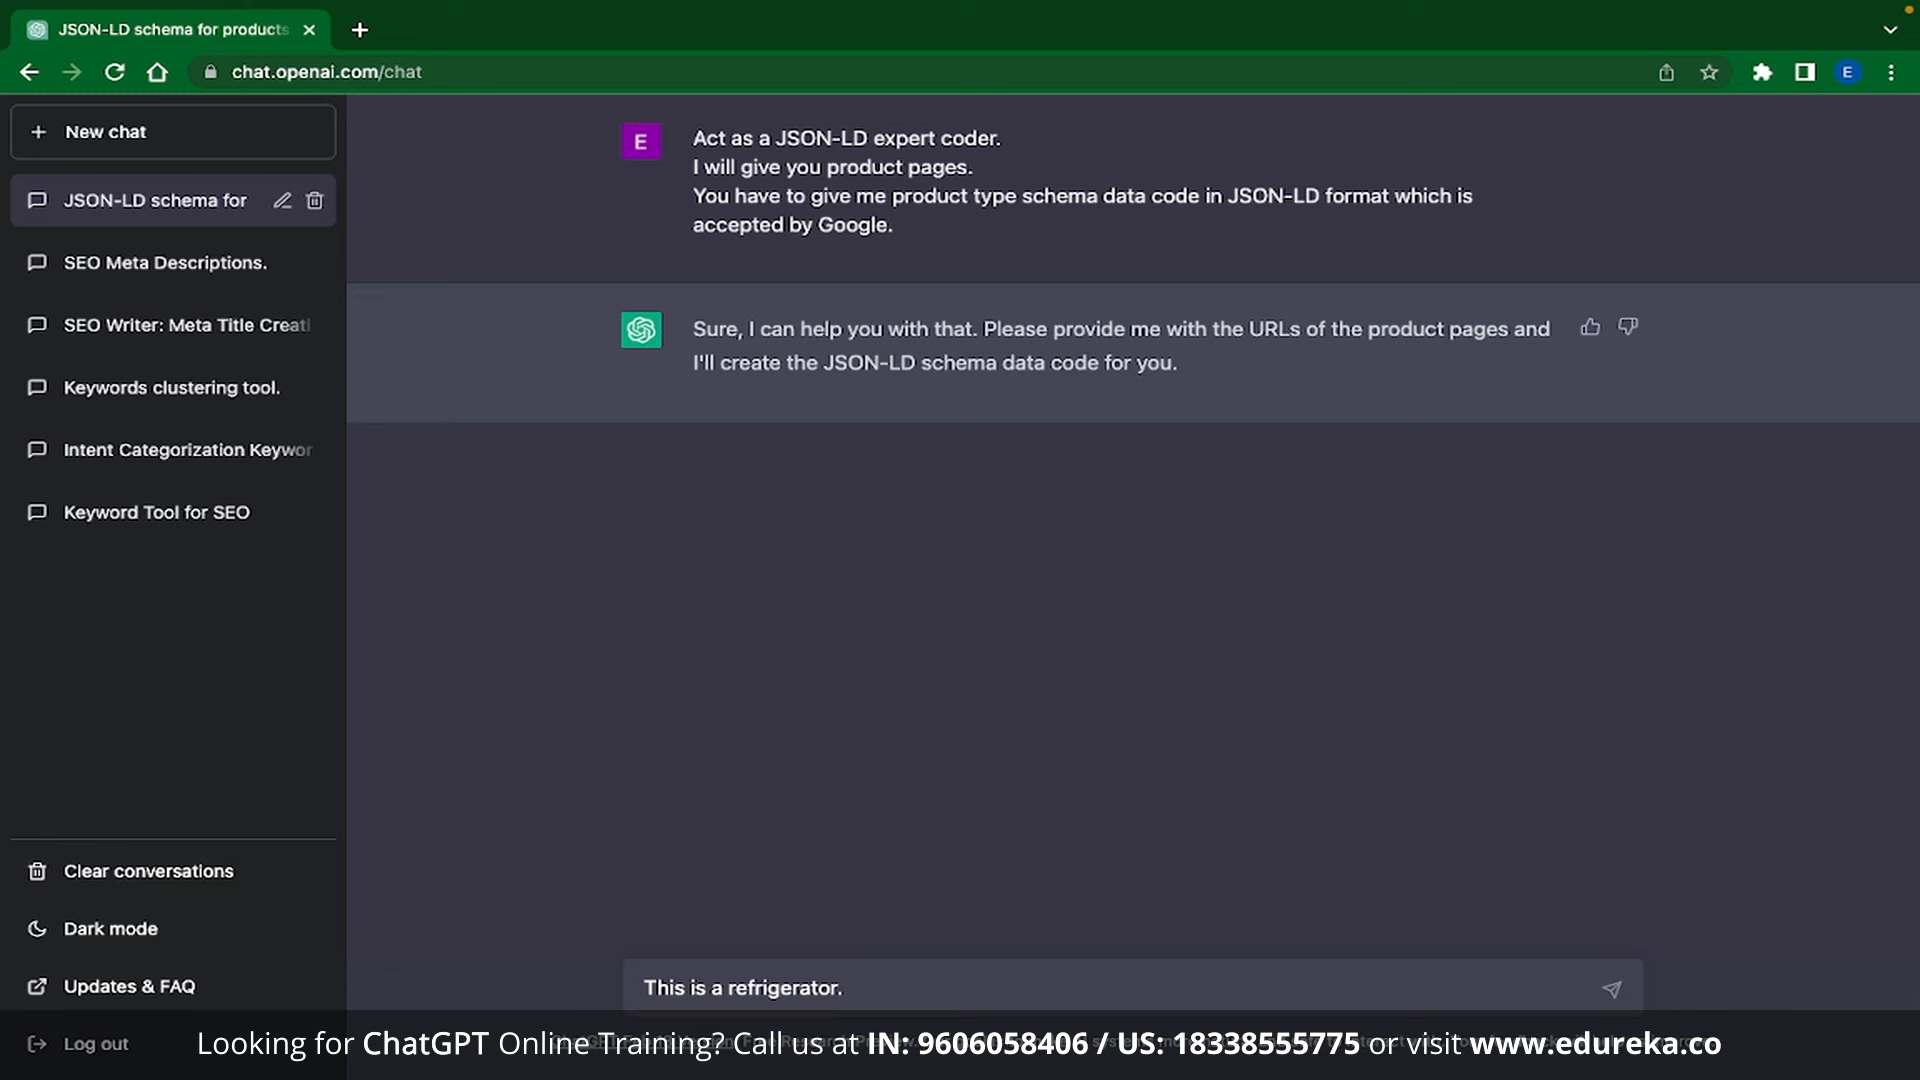 JSON-LD schema for products
chat.openai.com/chat
E
New chat
JSON-LD schema for
SEO Meta Descriptions.
SEO Writer: Meta Title Creati
Keywords clustering tool.
Intent Categorization Keywor
Keyword Tool for SEO
Clear conversations
Dark mode
Updates & FAQ
Log out
E
Act as a JSON-LD expert coder.
I will give you product pages.
You have to give me product type schema data code in JSON-LD format which is
accepted by Google.
Sure, I can help you with that. Please provide me with the URLs of the product pages and
I'll create the JSON-LD schema data code for you.
This is a refrigerator.
Looking for ChatGPT Online Training? Call us at IN: 9606058406 / US: 18338555775 or visit www.edureka.co